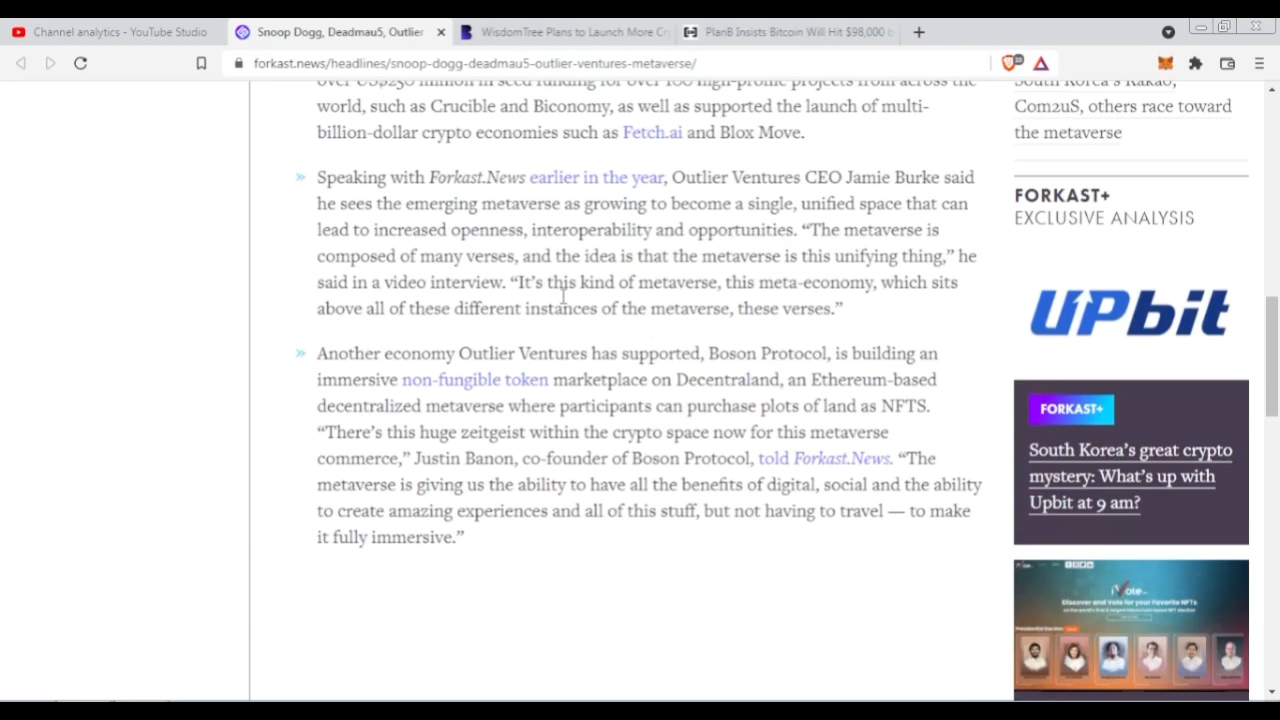 Channel analytics - YouTube Studio
Snoop Dogg, Deadmau5, Outlier
WisdomTree Plans to Launch More Cr
PlanB Insists Bitcoin Will Hit $98,000 b
forkast.news/headlines/snoop-dogg-deadmau5-outlier-ventures-metaverse/
over US$250 million in seed funding for over 100 high-profile projects from across the
world, such as Crucible and Biconomy, as well as supported the launch of multi-
billion-dollar crypto economies such as Fetch.ai and Blox Move.
» Speaking with Forkast.News earlier in the year, Outlier Ventures CEO Jamie Burke said
he sees the emerging metaverse as growing to become a single, unified space that can
lead to increased openness, interoperability and opportunities. “The metaverse is
composed of many verses, and the idea is that the metaverse is this unifying thing,” he
said in a video interview. “It’s this kind of metaverse, this meta-economy, which sits
above all of these different instances of the metaverse, these verses.”
» Another economy Outlier Ventures has supported, Boson Protocol, is building an
immersive non-fungible token marketplace on Decentraland, an Ethereum-based
decentralized metaverse where participants can purchase plots of land as NFTS.
“There’s this huge zeitgeist within the crypto space now for this metaverse
commerce,” Justin Banon, co-founder of Boson Protocol, told Forkast.News. “The
metaverse is giving us the ability to have all the benefits of digital, social and the ability
to create amazing experiences and all of this stuff, but not having to travel — to make
it fully immersive.”
South Korea’s Kakao,
Com2uS, others race toward
the metaverse
FORKAST+
EXCLUSIVE ANALYSIS
UPbit
FORKAST+
South Korea’s great crypto
mystery: What’s up with
Upbit at 9 am?
iVote
Discover and Vote for your Favorite NFTs